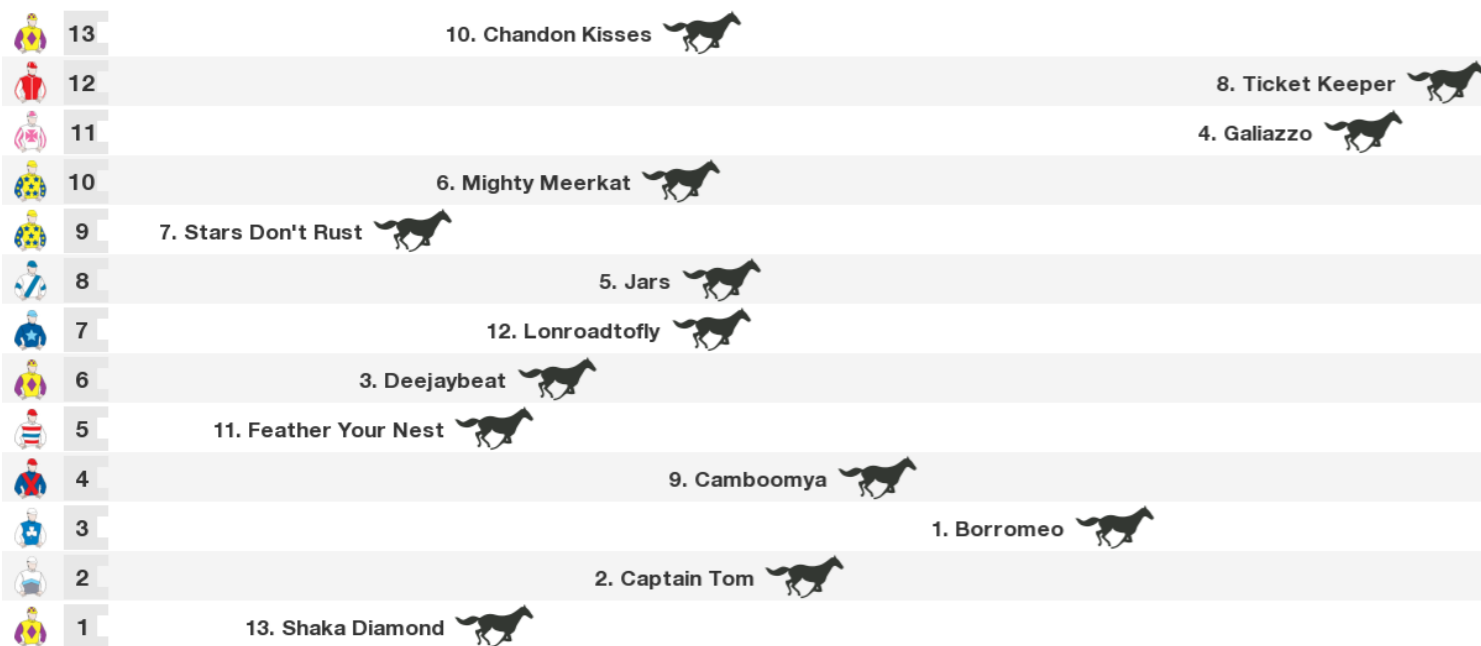 13 10. Chandon Kisses
12 8. Ticket Keeper
11 4. Galiazzo
10 6. Mighty Meerkat
9 7. Stars Don't Rust
8 5. Jars
7 12. Lonroadtofly
6 3. Deejaybeat
5 11. Feather Your Nest
4 9. Camboomya
3 1. Borromeo
2 2. Captain Tom
1 13. Shaka Diamond